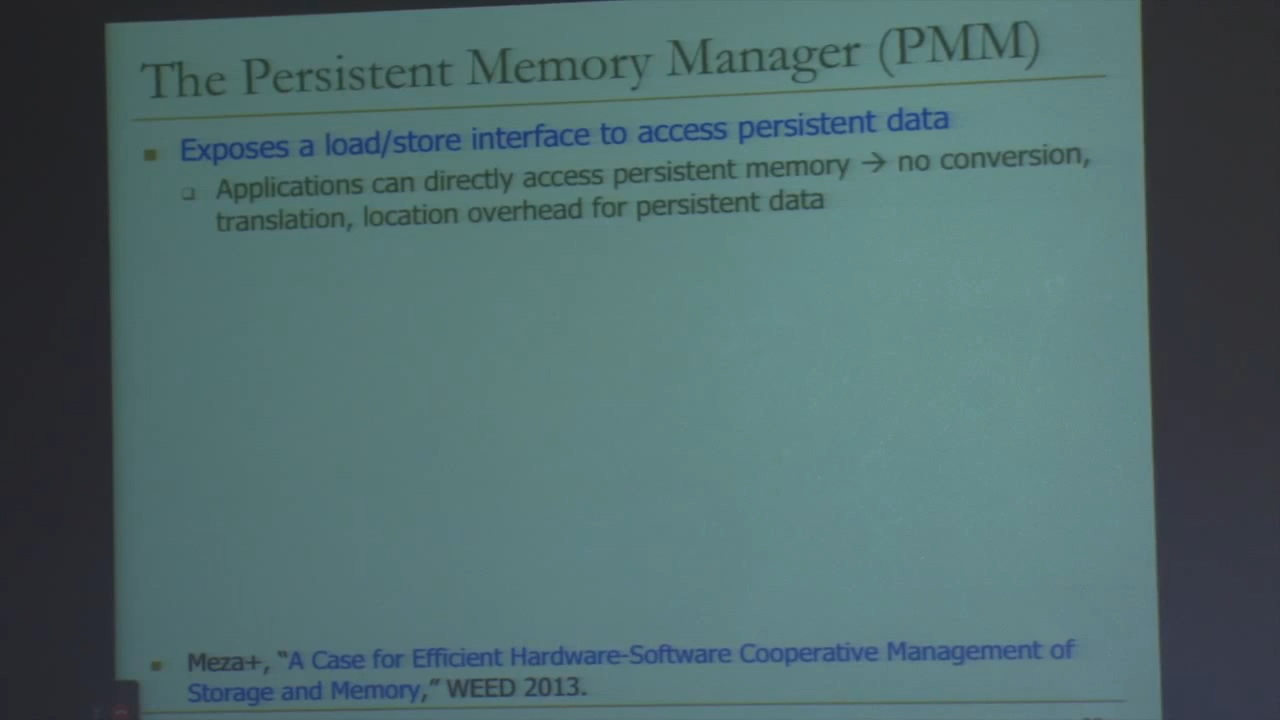 The Persistent Memory Manager (PMM)
Exposes a load/store interface to access persistent data
Applications can directly access persistent memory → no conversion,
translation, location overhead for persistent data
Meza+, “A Case for Efficient Hardware-Software Cooperative Management of
Storage and Memory,” WEED 2013.